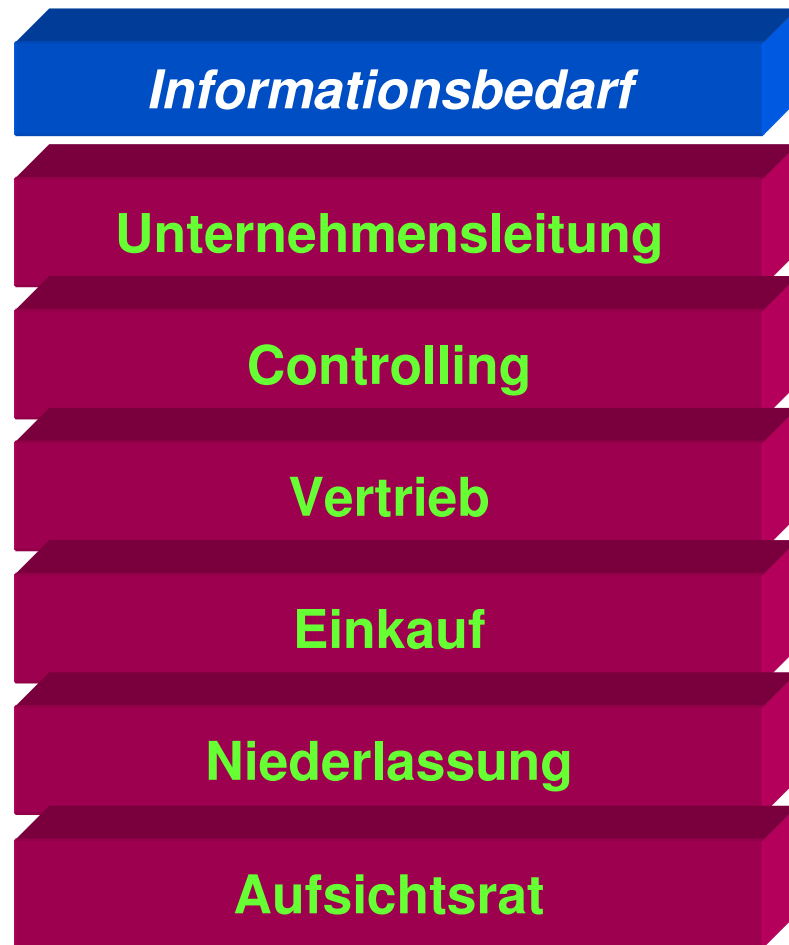 Informationsbedarf
Unternehmensleitung
Controlling
Vertrieb
Einkauf
Niederlassung
Aufsichtsrat